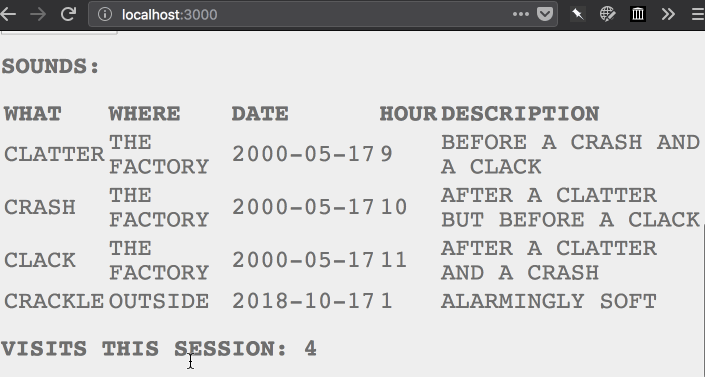 localhost:3000
SOUNDS:
WHAT WHERE DATE HOUR DESCRIPTION
CLATTER THE FACTORY 2000-05-17 9 BEFORE A CRASH AND A CLACK
CRASH THE FACTORY 2000-05-17 10 AFTER A CLATTER BUT BEFORE A CLACK
CLACK THE FACTORY 2000-05-17 11 AFTER A CLATTER AND A CRASH
CRACKLE OUTSIDE 2018-10-17 1 ALARMINGLY SOFT
VISITS THIS SESSION: 4